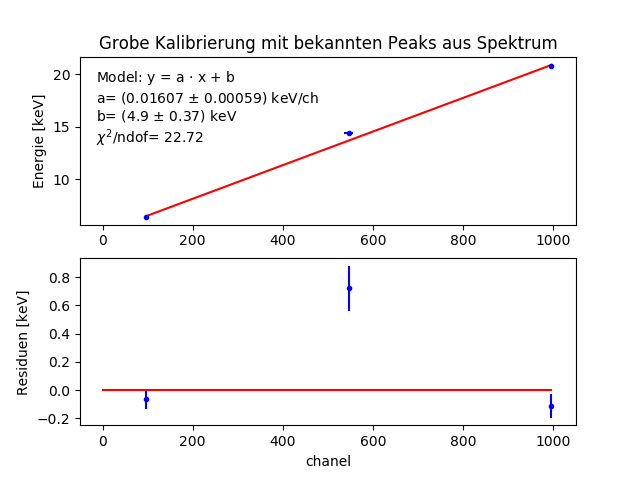 Grobe Kalibrierung mit bekannten Peaks aus Spektrum
Energie [keV]
20
15
10
Model: y = a · x + b
a= (0.01607 ± 0.00059) keV/ch
b= (4.9 ± 0.37) keV
χ²/ndof= 22.72
0 200 400 600 800 1000
Residuen [keV]
0.8
0.6
0.4
0.2
0.0
−0.2
0 200 400 600 800 1000
chanel